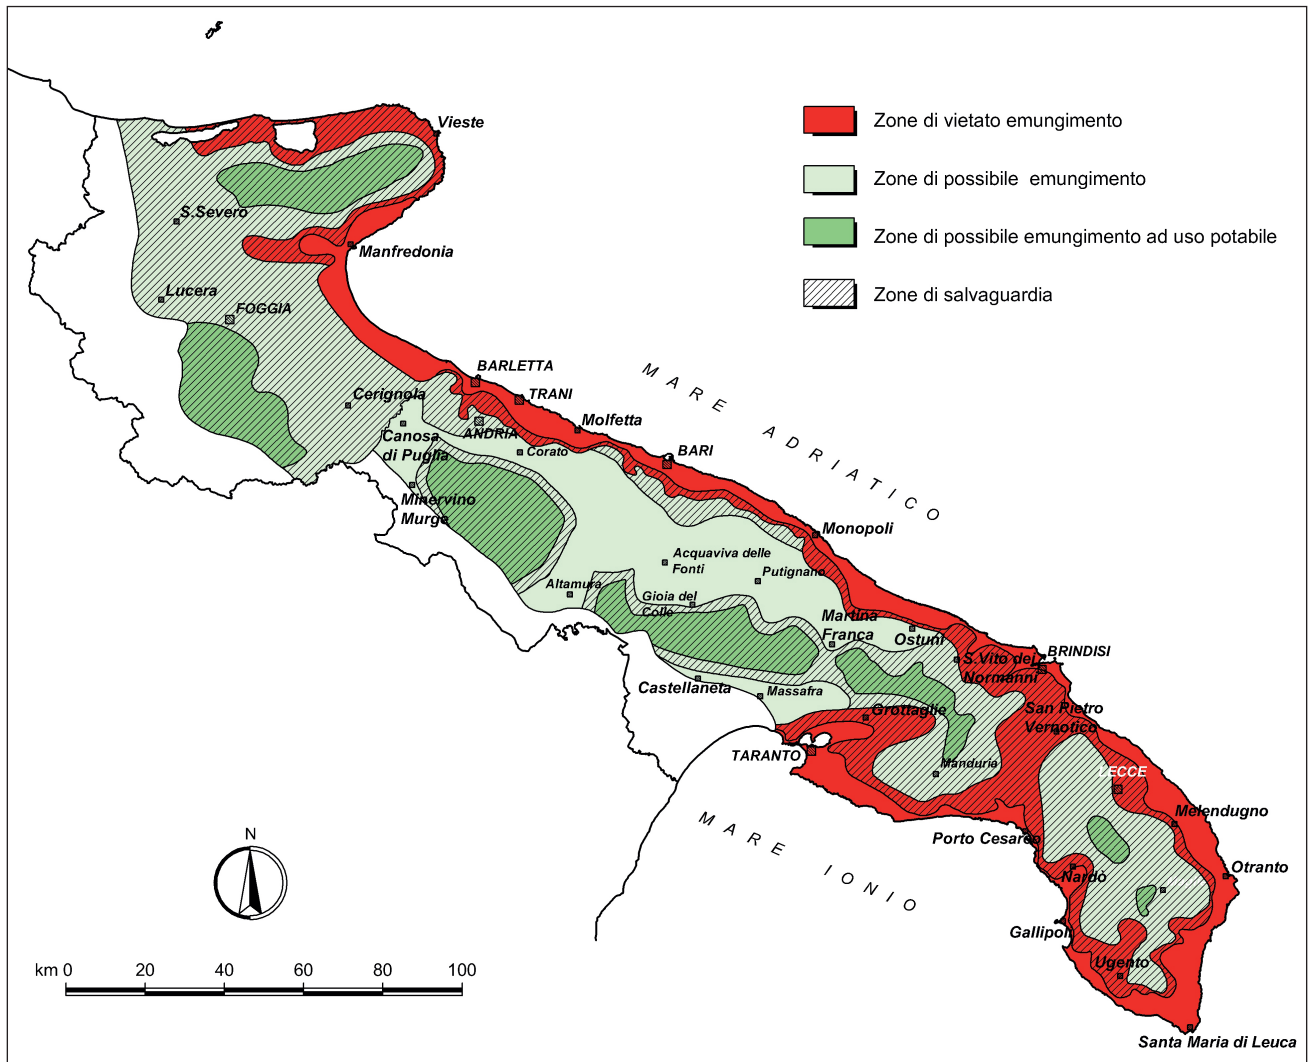 Vieste
Zone di vietato emungimento
Zone di possibile emungimento
S.Severo
Zone di possibile emungimento ad uso potabile
Manfredonia
Lucera
Zone di salvaguardia
FOGGIA
BARLETTA
MARE ADRIATICO
Cerignola
TRANI
Molfetta
ANDRIA
Canosa
di Puglia
Corato
BARI
Minervino
Murge
Monopoli
Acquaviva delle
Fonti
Putignano
Altamura
Gioia del
Colle
Martina
Franca
Ostuni
S.Vito dei
Normanni
BRINDISI
Castellaneta
Massafra
Grottaglie
San Pietro
Vernotico
TARANTO
Manduria
LECCE
MARE IONIO
Porto Cesareo
Melendugno
Nardò
Otranto
Gallipoli
Ugento
Santa Maria di Leuca
N
km 0 20 40 60 80 100